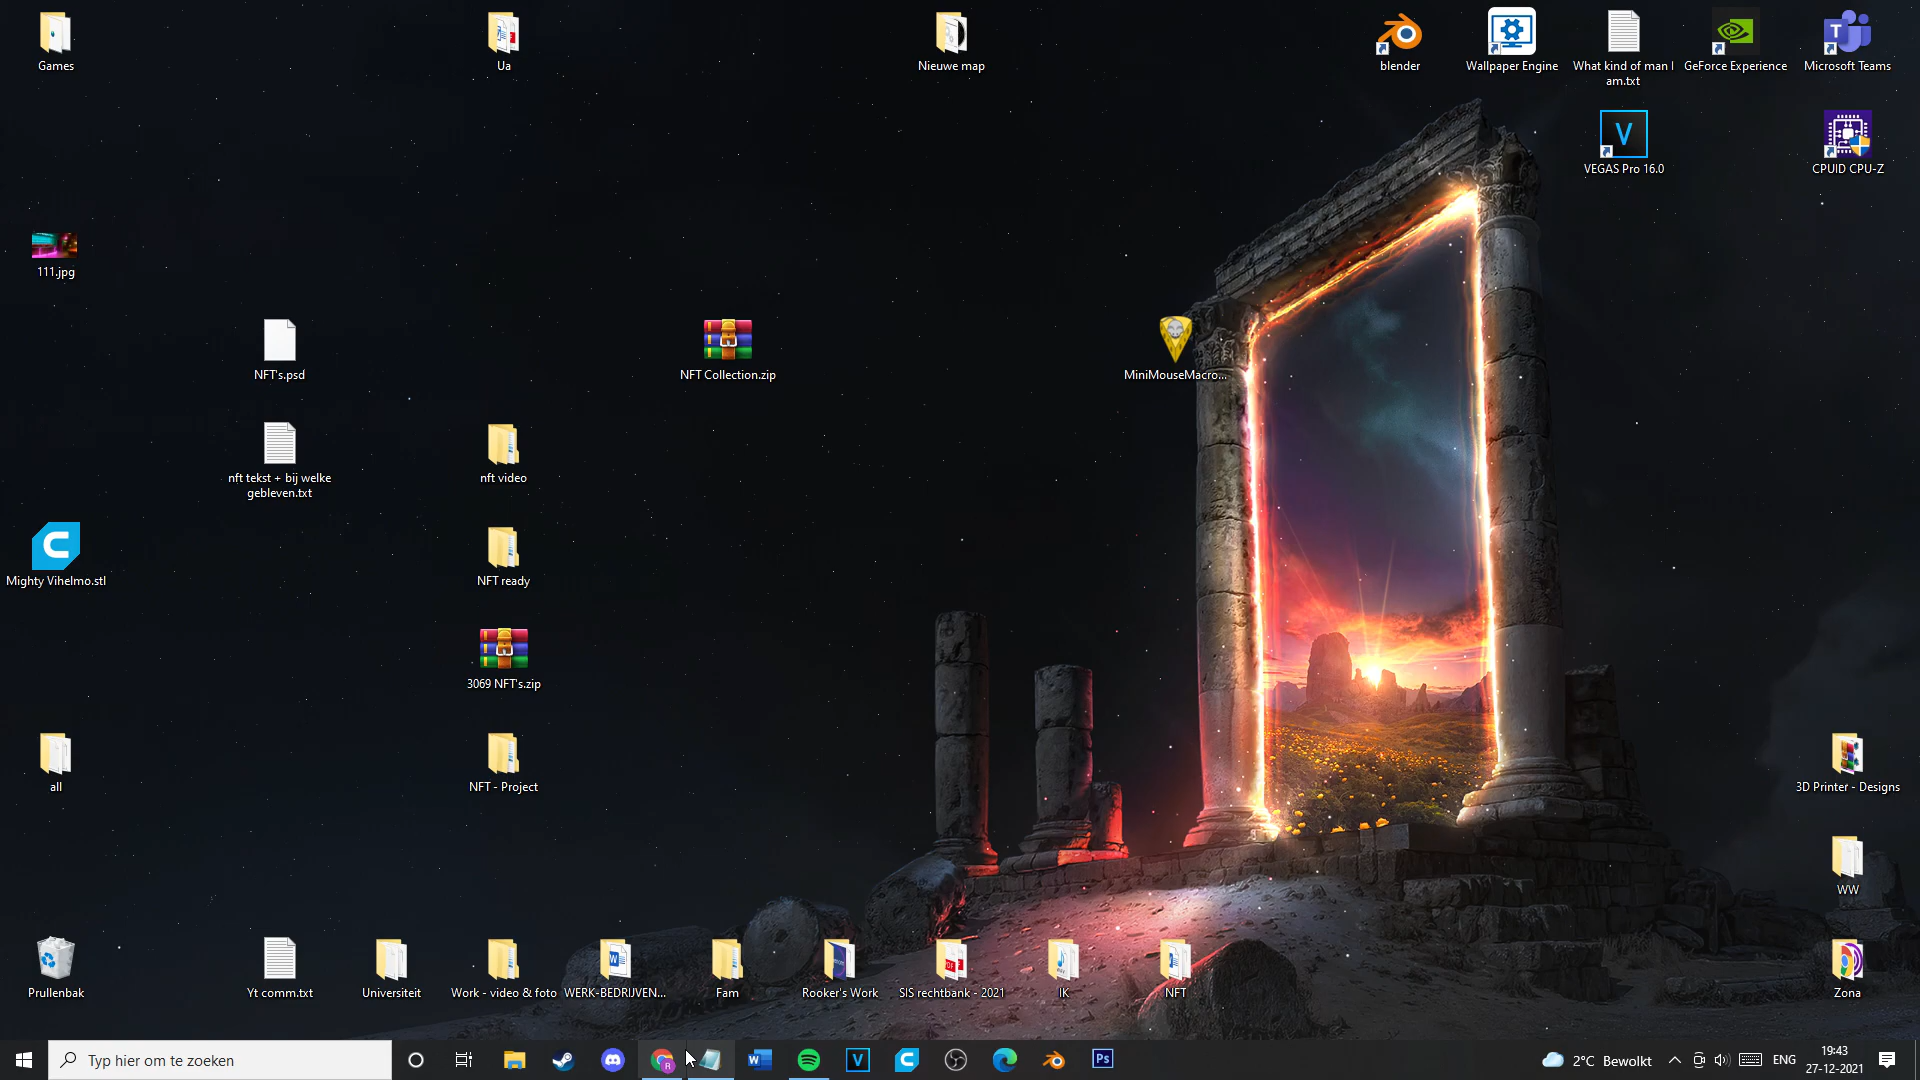 Games
Ua
Nieuwe map
blender
Wallpaper Engine
What kind of man I
am.txt
GeForce Experience
Microsoft Teams
VEGAS Pro 16.0
CPUID CPU-Z
111.jpg
NFT's.psd
NFT Collection.zip
MiniMouseMacro...
nft tekst + bij welke
gebleven.txt
nft video
Mighty Vihelmo.stl
NFT ready
3069 NFT's.zip
all
NFT - Project
3D Printer - Designs
WW
Prullenbak
Yt comm.txt
Universiteit
Work - video & foto
WERK-BEDRIJVEN...
Fam
Rooker's Work
SIS rechtbank - 2021
IK
NFT
Zona
Typ hier om te zoeken
2°C Bewolkt
ENG
19:43
27-12-2021